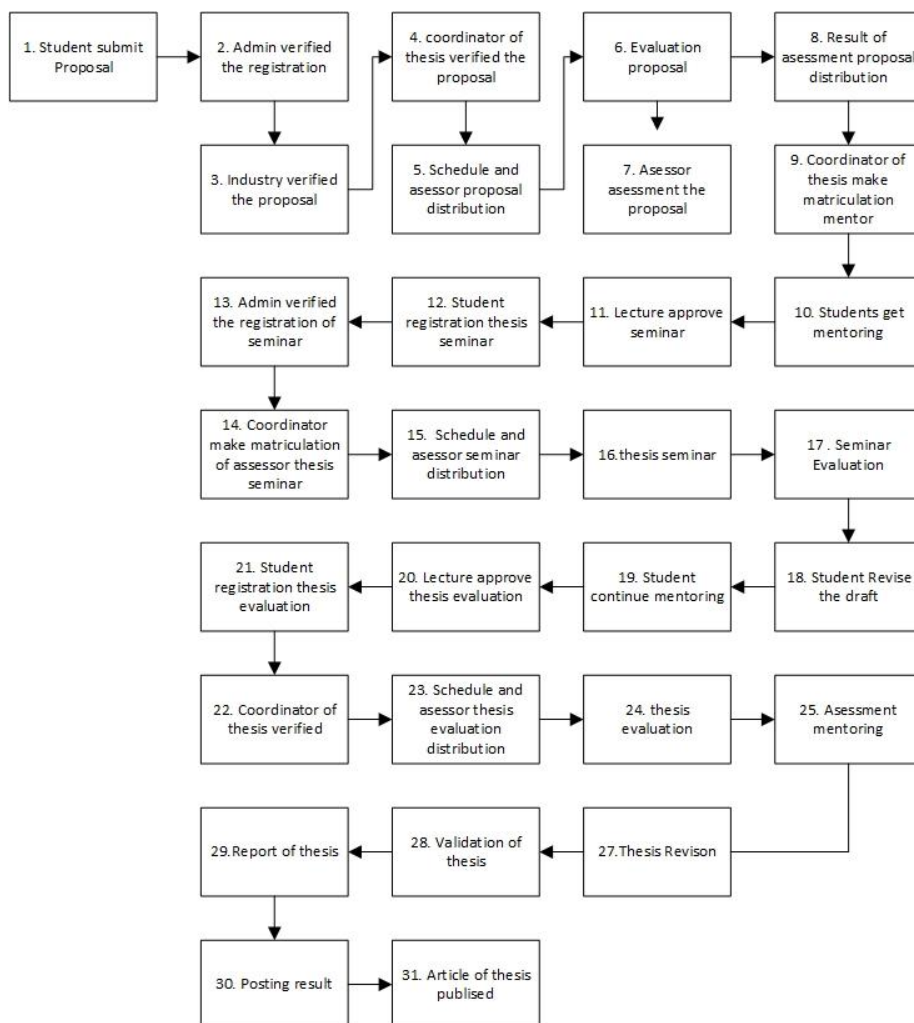 1. Student submit
Proposal
2. Admin verified
the registration
3. Industry verified
the proposal
4. coordinator of
thesis verified the
proposal
5. Schedule and
asessor proposal
distribution
6. Evaluation
proposal
7. Asessor
asessment the
proposal
8. Result of
asessment proposal
distribution
9. Coordinator
of thesis make
matriculation
mentor
10. Students get
mentoring
11. Lecture approve
seminar
12. Student
registration thesis
seminar
13. Admin verified
the registration of
seminar
14. Coordinator
make matriculation
of assessor thesis
seminar
15. Schedule and
asessor seminar
distribution
16.thesis seminar
17 . Seminar
Evaluation
18. Student Revise
the draft
19. Student
continue mentoring
20. Lecture approve
thesis evaluation
21. Student
registration thesis
evaluation
22. Coordinator of
thesis verified
23. Schedule and
asessor thesis
evaluation
distribution
24. thesis
evaluation
25. Asessment
mentoring
27.Thesis Revison
28. Validation of
thesis
29.Report of thesis
30. Posting result
31. Article of thesis
publised